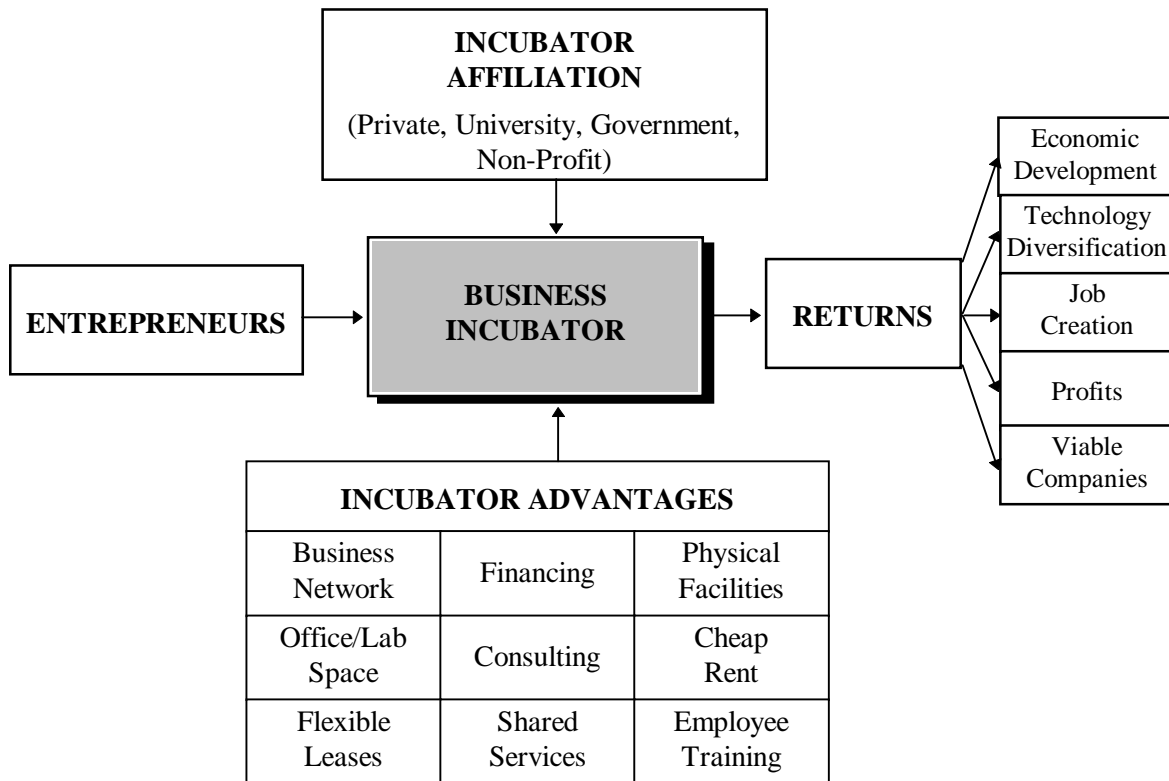 INCUBATOR
AFFILIATION
(Private, University, Government,
Non-Profit)
ENTREPRENEURS
BUSINESS
INCUBATOR
RETURNS
Economic
Development
Technology
Diversification
Job
Creation
Profits
Viable
Companies
INCUBATOR ADVANTAGES
Business
Network
Financing
Physical
Facilities
Office/Lab
Space
Consulting
Cheap
Rent
Flexible
Leases
Shared
Services
Employee
Training